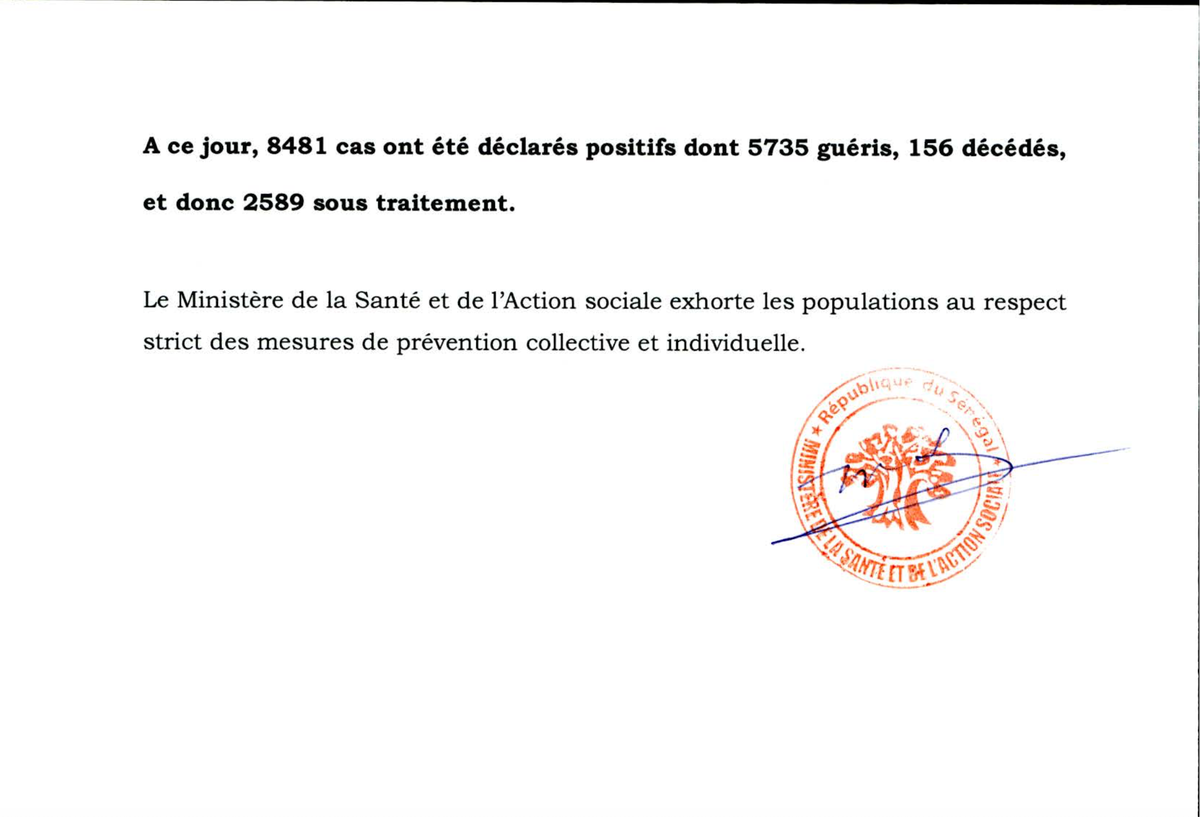 A ce jour, 8481 cas ont été déclarés positifs dont 5735 guéris, 156 décédés,
et donc 2589 sous traitement.
Le Ministère de la Santé et de l'Action sociale exhorte les populations au respect
strict des mesures de prévention collective et individuelle.
★ République du Sénégal ★
MINISTÈRE DE LA SANTÉ ET DE L'ACTION SOCIALE